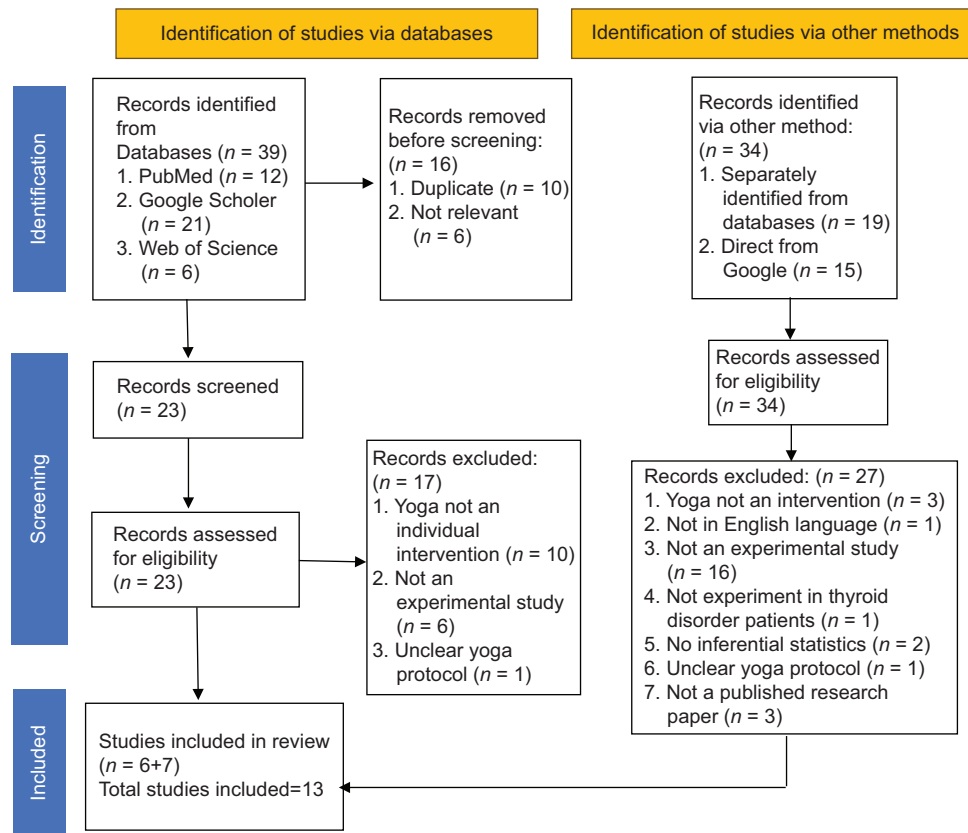 Identification of studies via databases
Identification of studies via other methods
Identification
Records identified
from
Databases (n = 39)
1. PubMed (n = 12)
2. Google Scholer
(n = 21)
3. Web of Science
(n = 6)
Records removed
before screening:
(n = 16)
1. Duplicate (n = 10)
2. Not relevant
(n = 6)
Records identified
via other method:
(n = 34)
1. Separately
identified from
databases (n = 19)
2. Direct from
Google (n = 15)
Screening
Records screened
(n = 23)
Records assessed
for eligibility
(n = 23)
Records excluded:
(n = 17)
1. Yoga not an
individual
intervention (n = 10)
2. Not an
experimental study
(n = 6)
3. Unclear yoga
protocol (n = 1)
Records assessed
for eligibility
(n = 34)
Records excluded: (n = 27)
1. Yoga not an intervention (n = 3)
2. Not in English language (n = 1)
3. Not an experimental study
(n = 16)
4. Not experiment in thyroid
disorder patients (n = 1)
5. No inferential statistics (n = 2)
6. Unclear yoga protocol (n = 1)
7. Not a published research
paper (n = 3)
Included
Studies included in review
(n = 6+7)
Total studies included=13